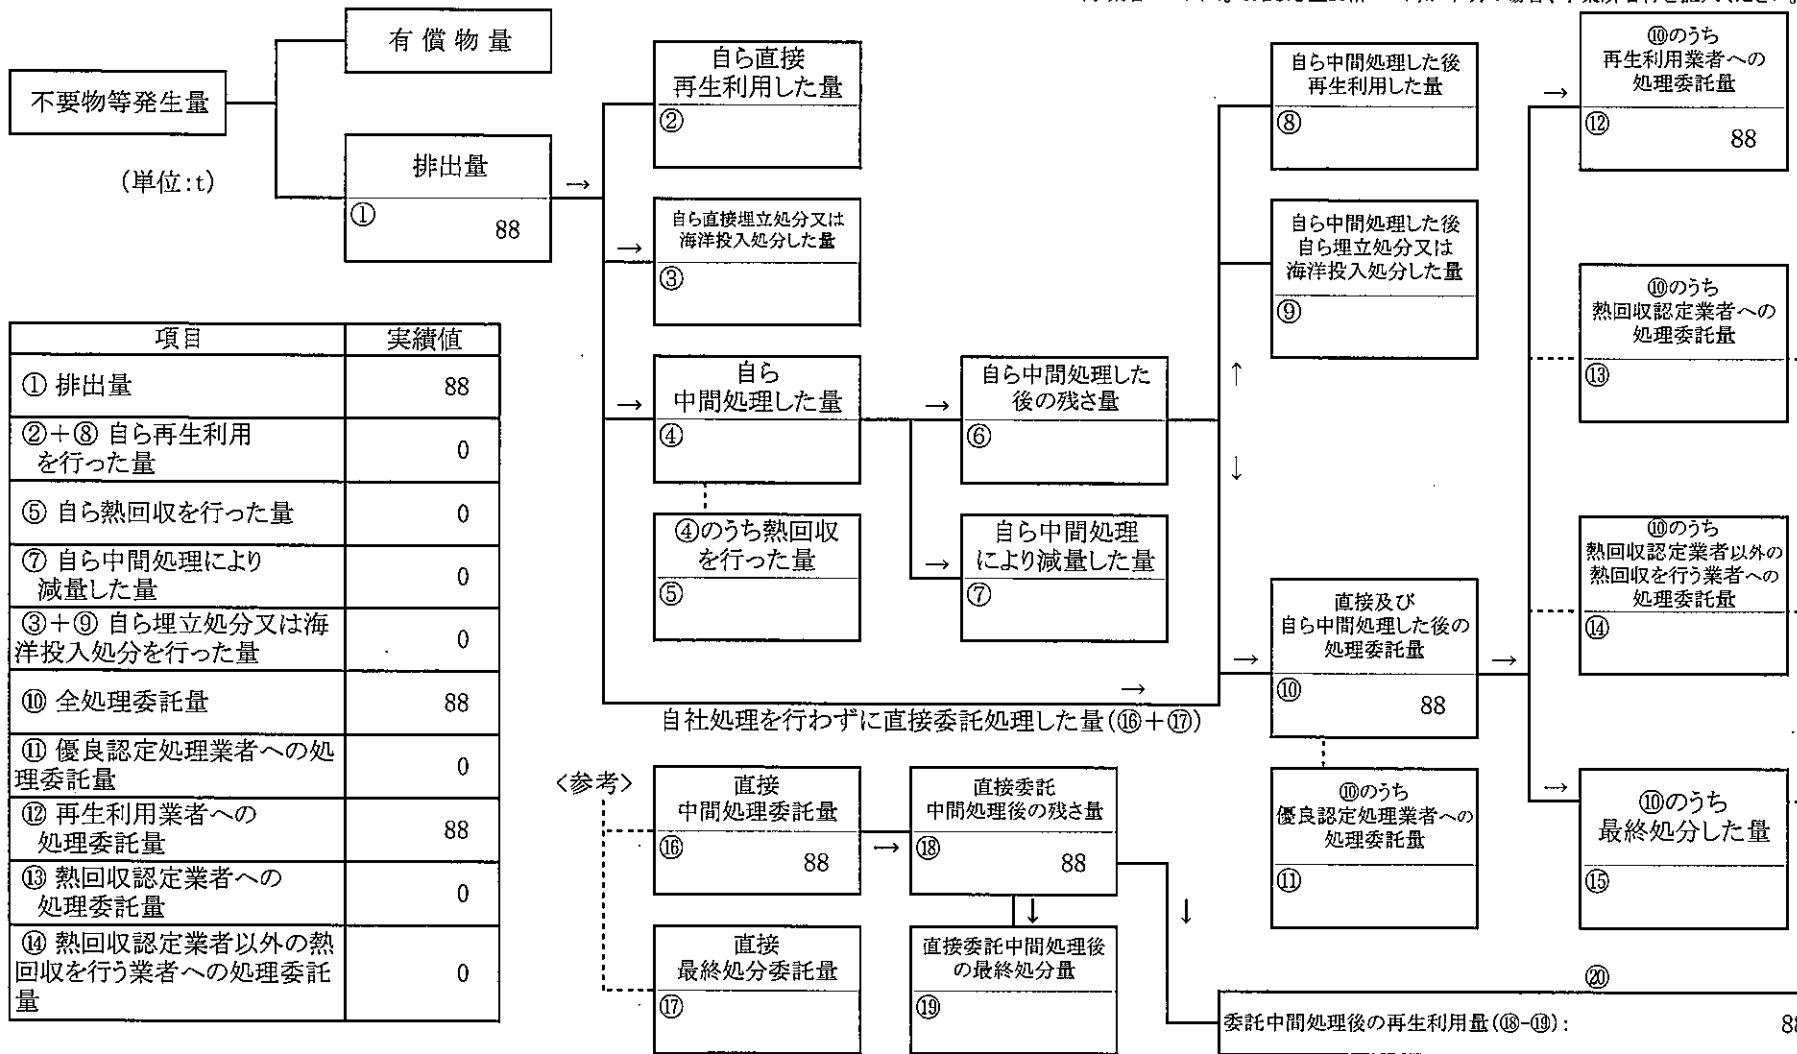 有償物量
不要物等発生量
(単位:t)
排出量
①
88
自ら直接
再生利用した量
②
自ら直接埋立処分又は
海洋投入処分した量
③
自ら
中間処理した量
④
④のうち熱回収
を行った量
⑤
自ら中間処理した
後の残さ量
⑥
自ら中間処理
により減量した量
⑦
自ら中間処理した後
再生利用した量
⑧
自ら中間処理した後
自ら埋立処分又は
海洋投入処分した量
⑨
直接及び
自ら中間処理した後の
処理委託量
⑩
88
⑩のうち
優良認定処理業者への
処理委託量
⑪
⑩のうち
再生利用業者への
処理委託量
⑫
88
⑩のうち
熱回収認定業者への
処理委託量
⑬
⑩のうち
熱回収認定業者以外の
熱回収を行う業者への
処理委託量
⑭
⑩のうち
最終処分した量
⑮
自社処理を行わずに直接委託処理した量(⑯+⑰)
<参考>
直接
中間処理委託量
⑯
88
直接
最終処分委託量
⑰
直接委託
中間処理後の残さ量
⑱
88
直接委託中間処理後
の最終処分量
⑲
⑳
委託中間処理後の再生利用量(⑱-⑲):
88
項目 実績値
① 排出量 88
②+⑧ 自ら再生利用
を行った量 0
⑤ 自ら熱回収を行った量 0
⑦ 自ら中間処理により
減量した量 0
③+⑨ 自ら埋立処分又は海
洋投入処分を行った量 0
⑩ 全処理委託量 88
⑪ 優良認定処理業者への処
理委託量 0
⑫ 再生利用業者への
処理委託量 88
⑬ 熱回収認定業者への
処理委託量 0
⑭ 熱回収認定業者以外の熱
回収を行う業者への処理委託
量 0